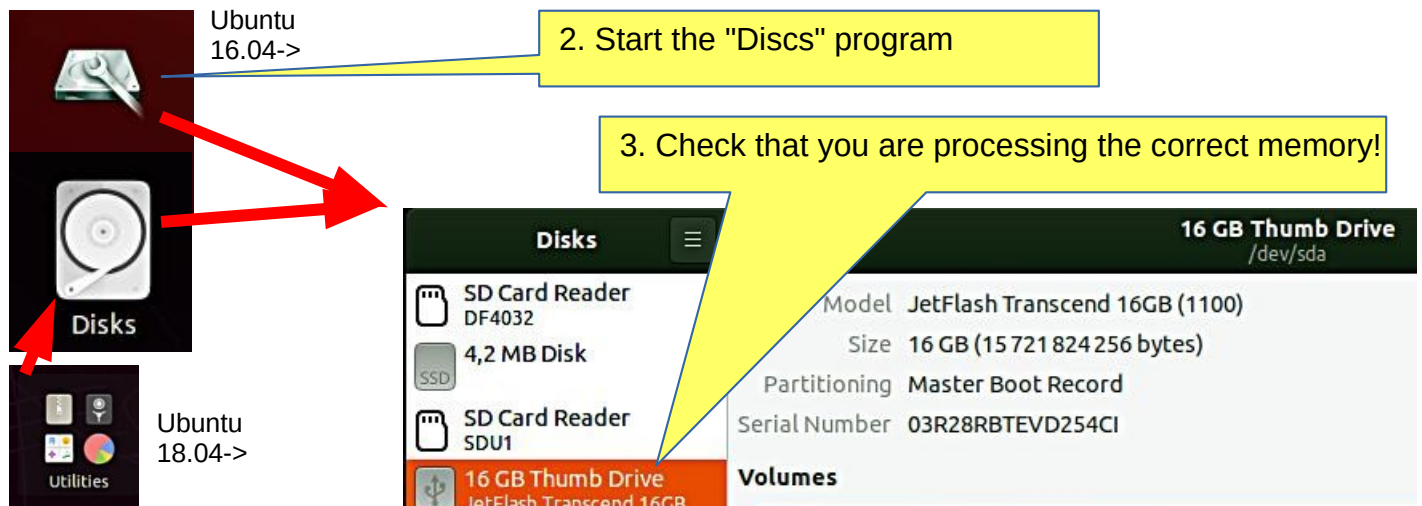 Ubuntu
16.04->
2. Start the "Discs" program
3. Check that you are processing the correct memory!
Disks
Ubuntu
18.04->
Utilities
Disks
16 GB Thumb Drive
/dev/sda
SD Card Reader
DF4032
4,2 MB Disk
SSD
SD Card Reader
SDU1
16 GB Thumb Drive
JetFlash Transcend 16GB
Model JetFlash Transcend 16GB (1100)
Size 16 GB (15 721 824 256 bytes)
Partitioning Master Boot Record
Serial Number 03R28RBTEVD254CI
Volumes